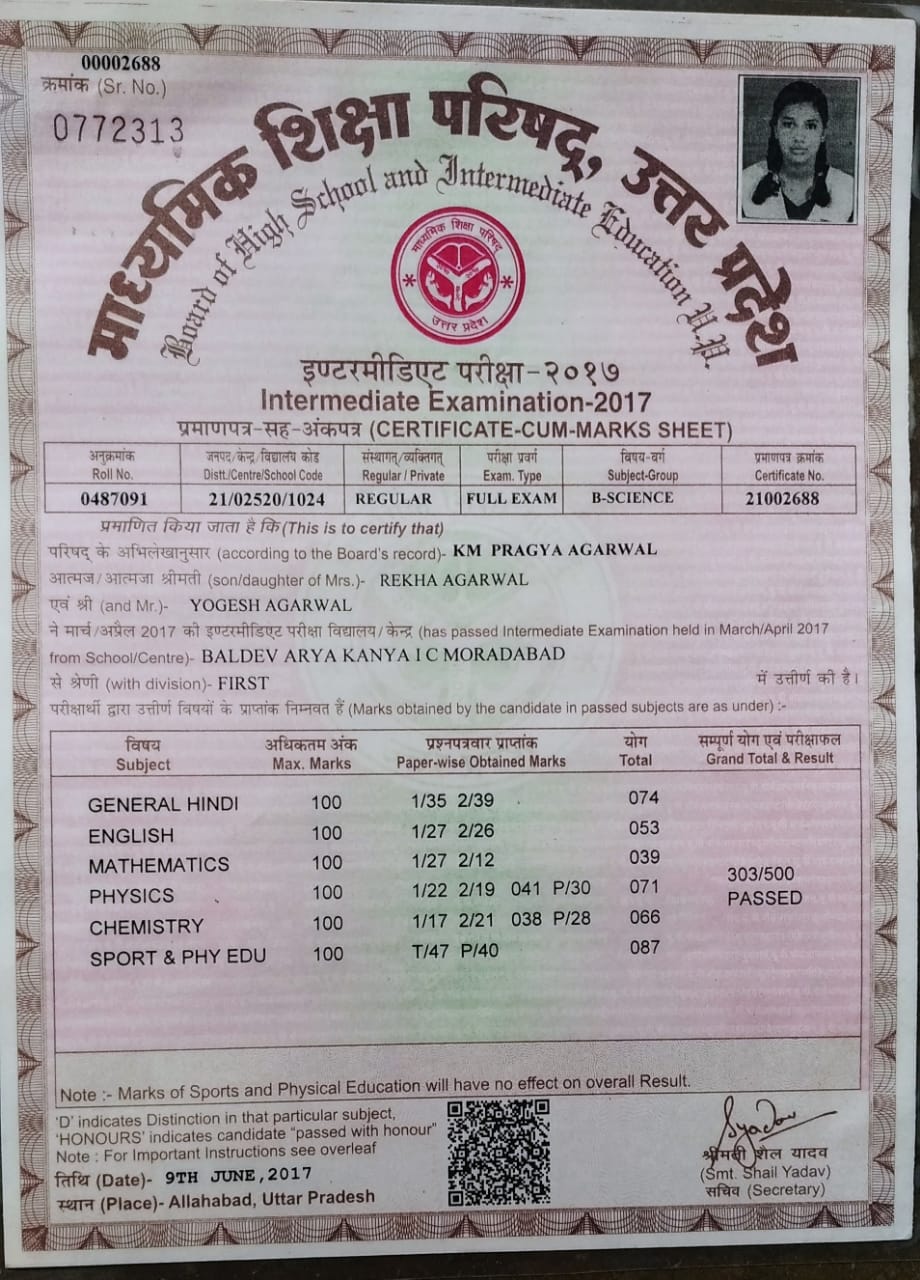 00002688
क्रमांक (Sr. No.)
0772313
माध्यमिक शिक्षा परिषद्, उत्तर प्रदेश
Board of High School and Intermediate Education U.P.
माध्यमिक शिक्षा परिषद्
उत्तर प्रदेश
इण्टरमीडिएट परीक्षा-२०१७
Intermediate Examination-2017
प्रमाणपत्र-सह-अंकपत्र (CERTIFICATE-CUM-MARKS SHEET)
अनुक्रमांक जनपद/केन्द्र/विद्यालय कोड संस्थागत/व्यक्तिगत परीक्षा प्रवर्ग विषय-वर्ग प्रमाणपत्र क्रमांक
Roll No. Distt./Centre/School Code Regular / Private Exam. Type Subject-Group Certificate No.
0487091 21/02520/1024 REGULAR FULL EXAM B-SCIENCE 21002688
प्रमाणित किया जाता है कि (This is to certify that)
परिषद् के अभिलेखानुसार (according to the Board's record)- KM PRAGYA AGARWAL
आत्मज/आत्मजा श्रीमती (son/daughter of Mrs.)- REKHA AGARWAL
एवं श्री (and Mr.)- YOGESH AGARWAL
ने मार्च/अप्रैल 2017 की इण्टरमीडिएट परीक्षा विद्यालय/केन्द्र (has passed Intermediate Examination held in March/April 2017
from School/Centre)- BALDEV ARYA KANYA I C MORADABAD
से श्रेणी (with division)- FIRST में उत्तीर्ण की है।
परीक्षार्थी द्वारा उत्तीर्ण विषयों के प्राप्तांक निम्नवत हैं (Marks obtained by the candidate in passed subjects are as under) :-
विषय अधिकतम अंक प्रश्नपत्रवार प्राप्तांक योग सम्पूर्ण योग एवं परीक्षाफल
Subject Max. Marks Paper-wise Obtained Marks Total Grand Total & Result
GENERAL HINDI 100 1/35 2/39 074
ENGLISH 100 1/27 2/26 053
MATHEMATICS 100 1/27 2/12 039
303/500
PHYSICS 100 1/22 2/19 041 P/30 071
PASSED
CHEMISTRY 100 1/17 2/21 038 P/28 066
SPORT & PHY EDU 100 T/47 P/40 087
Note :- Marks of Sports and Physical Education will have no effect on overall Result.
'D' indicates Distinction in that particular subject,
'HONOURS' indicates candidate "passed with honour"
Note : For Important Instructions see overleaf
तिथि (Date)- 9TH JUNE,2017
स्थान (Place)- Allahabad, Uttar Pradesh
Syadav
श्रीमती शैल यादव
(Smt. Shail Yadav)
सचिव (Secretary)